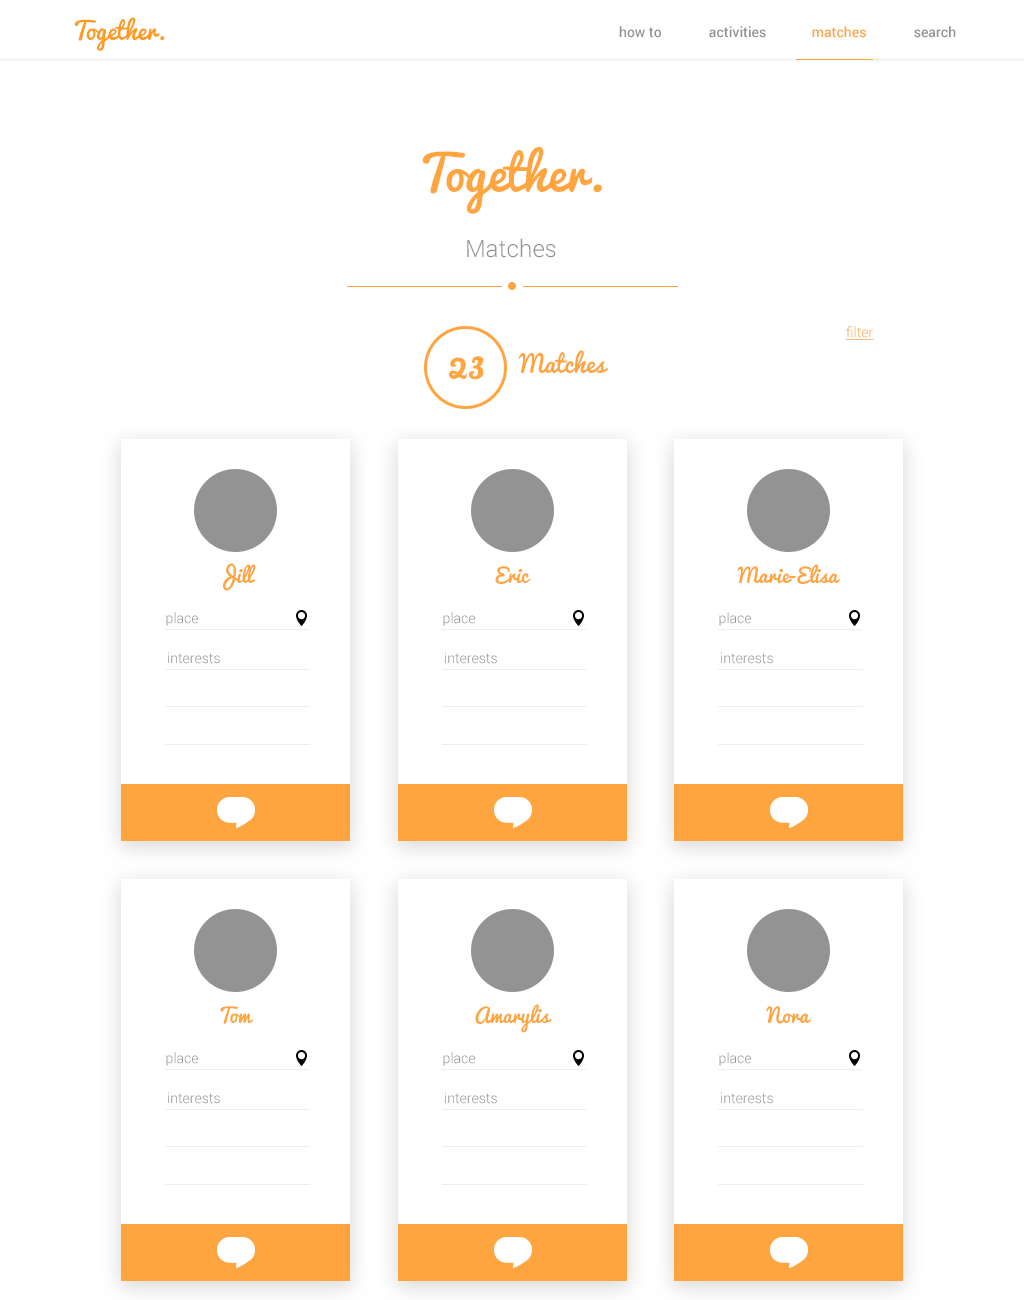 Together.
how to activities matches search
Together.
Matches
filter
23 Matches
Jill Eric Marie-Elisa
place place place
interests interests interests
Tom Amarylis Nora
place place place
interests interests interests